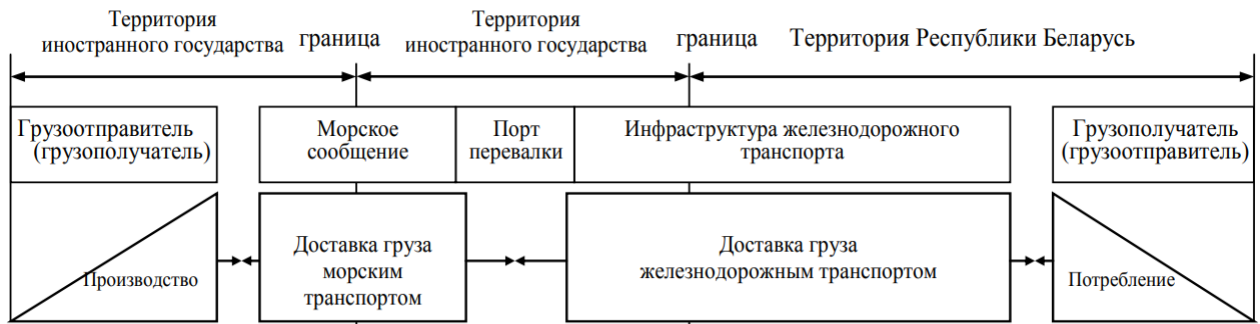 Территория
иностранного государства
граница
Территория
иностранного государства
граница
Территория Республики Беларусь
Грузоотправитель
(грузополучатель)
Морское
сообщение
Порт
перевалки
Инфраструктура железнодорожного
транспорта
Грузополучатель
(грузоотправитель)
Производство
Доставка груза
морским
транспортом
Доставка груза
железнодорожным транспортом
Потребление